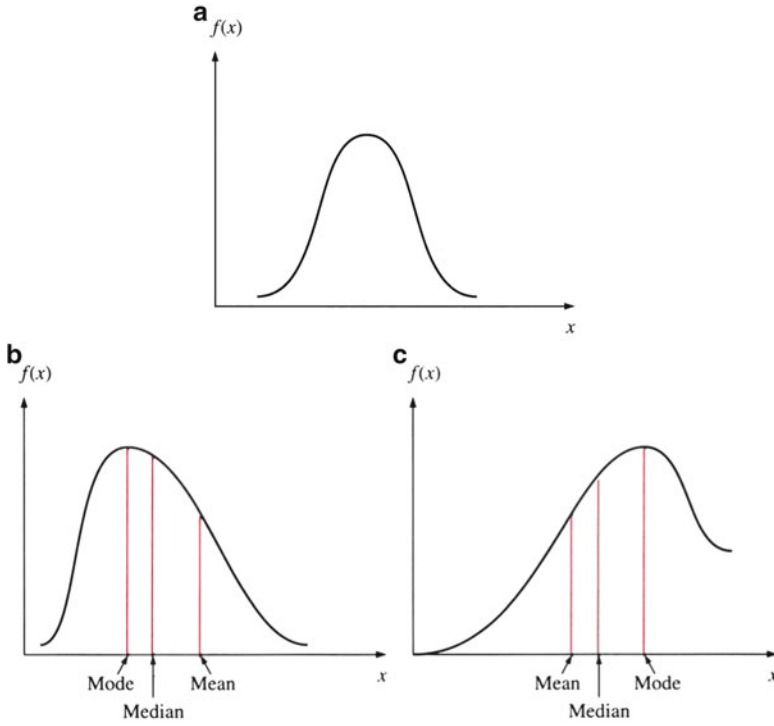 a
f(x)
x
b
f(x)
Mode
Median
Mean
x
c
f(x)
Mean
Median
Mode
x